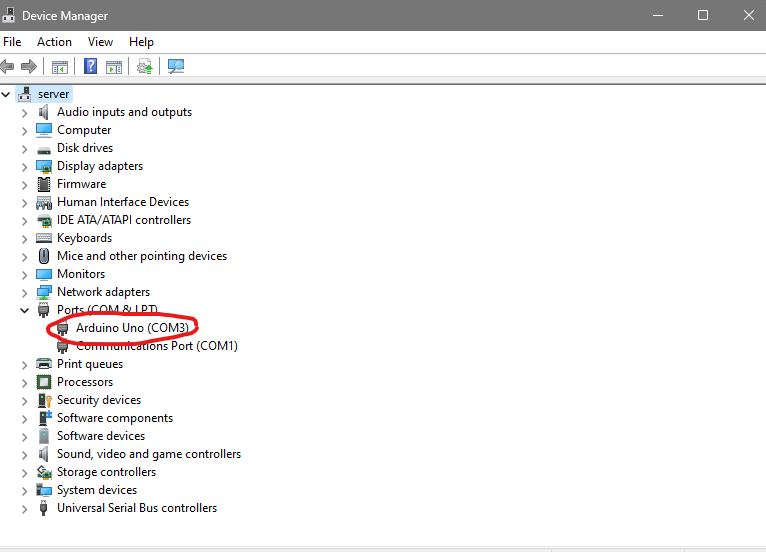 Device Manager
File Action View Help
server
Audio inputs and outputs
Computer
Disk drives
Display adapters
Firmware
Human Interface Devices
IDE ATA/ATAPI controllers
Keyboards
Mice and other pointing devices
Monitors
Network adapters
Ports (COM & LPT)
Arduino Uno (COM3)
Communications Port (COM1)
Print queues
Processors
Security devices
Software components
Software devices
Sound, video and game controllers
Storage controllers
System devices
Universal Serial Bus controllers